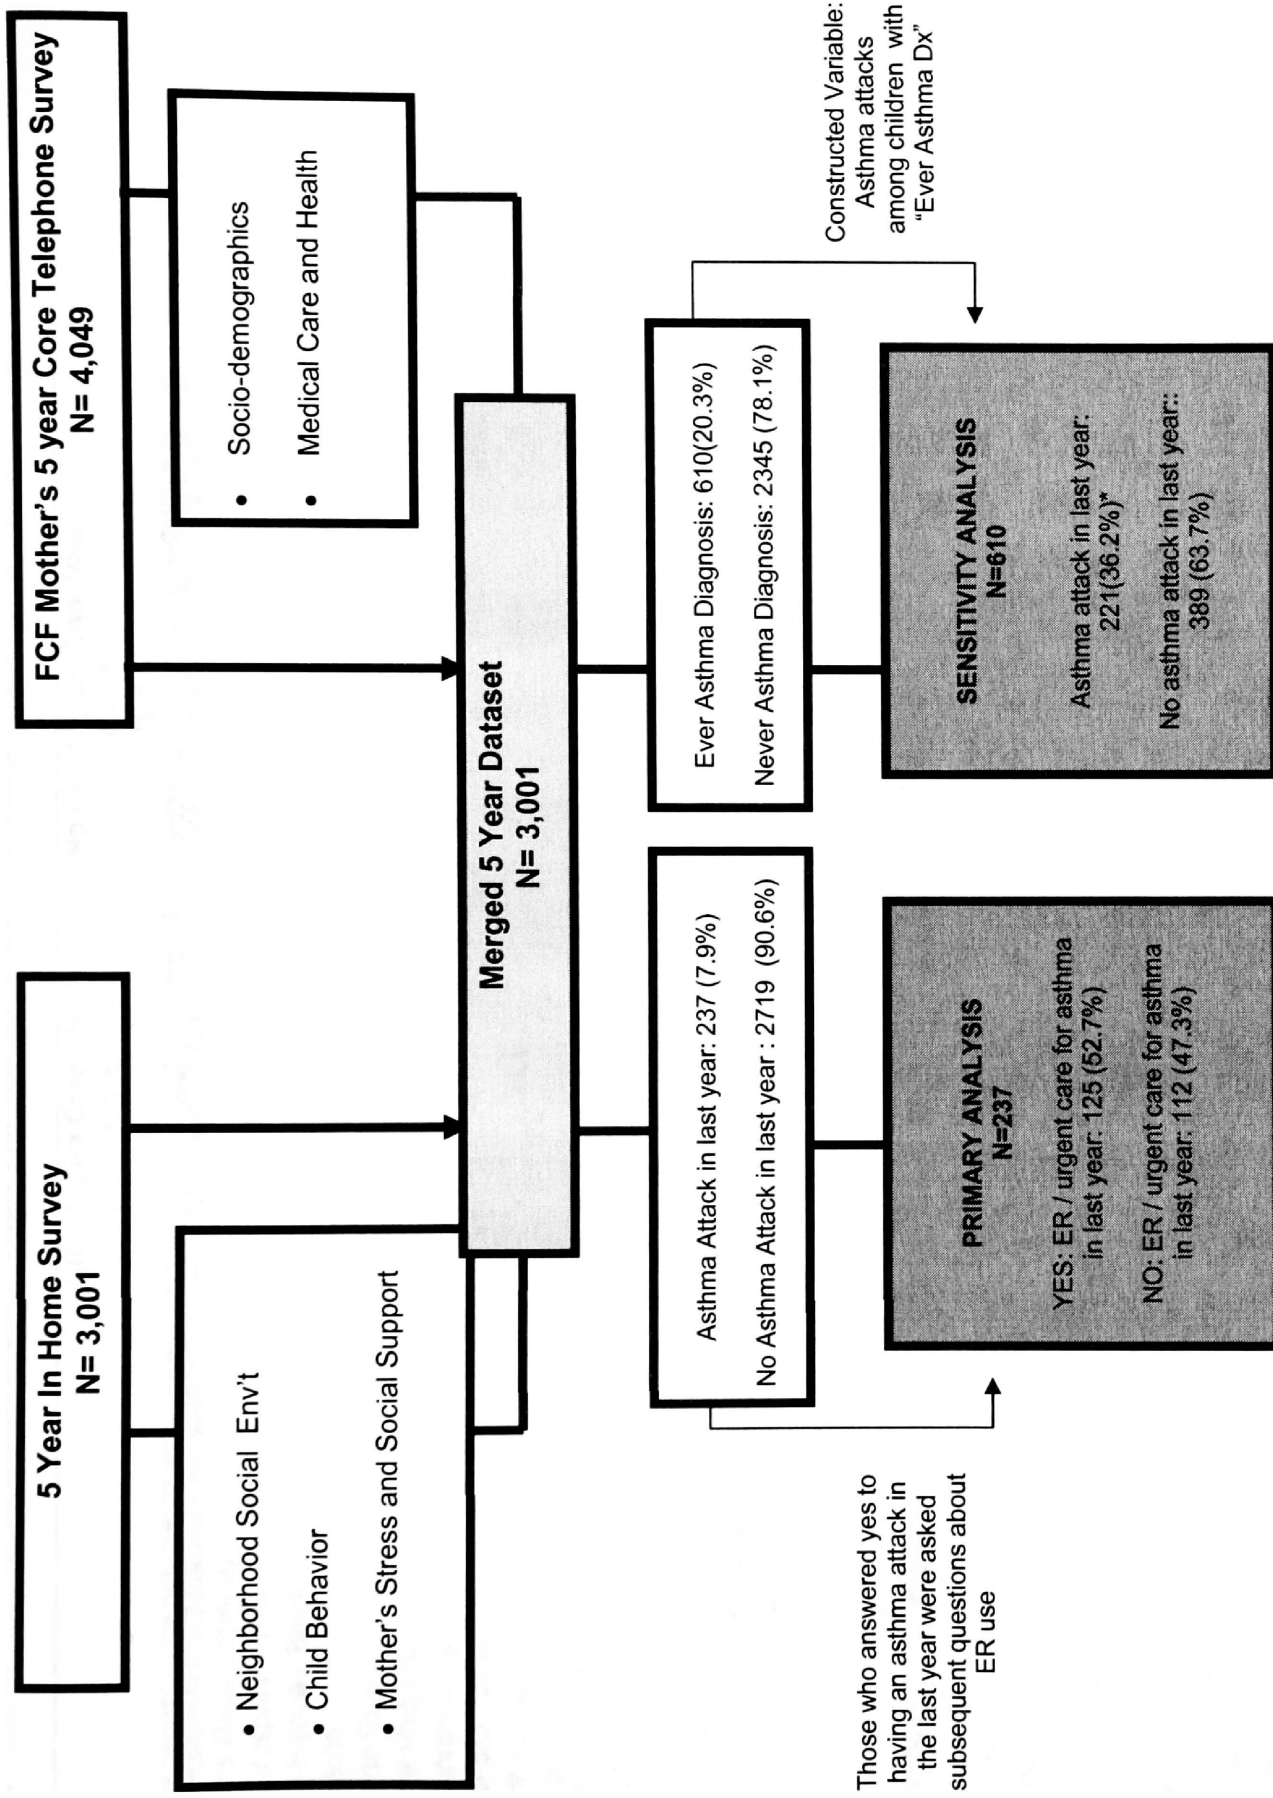 5 Year In Home Survey
N= 3,001
FCF Mother's 5 year Core Telephone Survey
N= 4,049
• Neighborhood Social Env't
• Child Behavior
• Mother's Stress and Social Support
• Socio-demographics
• Medical Care and Health
Merged 5 Year Dataset
N= 3,001
Asthma Attack in last year: 237 (7.9%)
No Asthma Attack in last year : 2719 (90.6%)
Ever Asthma Diagnosis: 610(20.3%)
Never Asthma Diagnosis: 2345 (78.1%)
Those who answered yes to
having an asthma attack in
the last year were asked
subsequent questions about
ER use
PRIMARY ANALYSIS
N=237
YES: ER / urgent care for asthma
in last year: 125 (52.7%)
NO: ER / urgent care for asthma
in last year: 112 (47.3%)
SENSITIVITY ANALYSIS
N=610
Asthma attack in last year:
221(36.2%)*
No asthma attack in last year::
389 (63.7%)
Constructed Variable:
Asthma attacks
among children with
“Ever Asthma Dx”